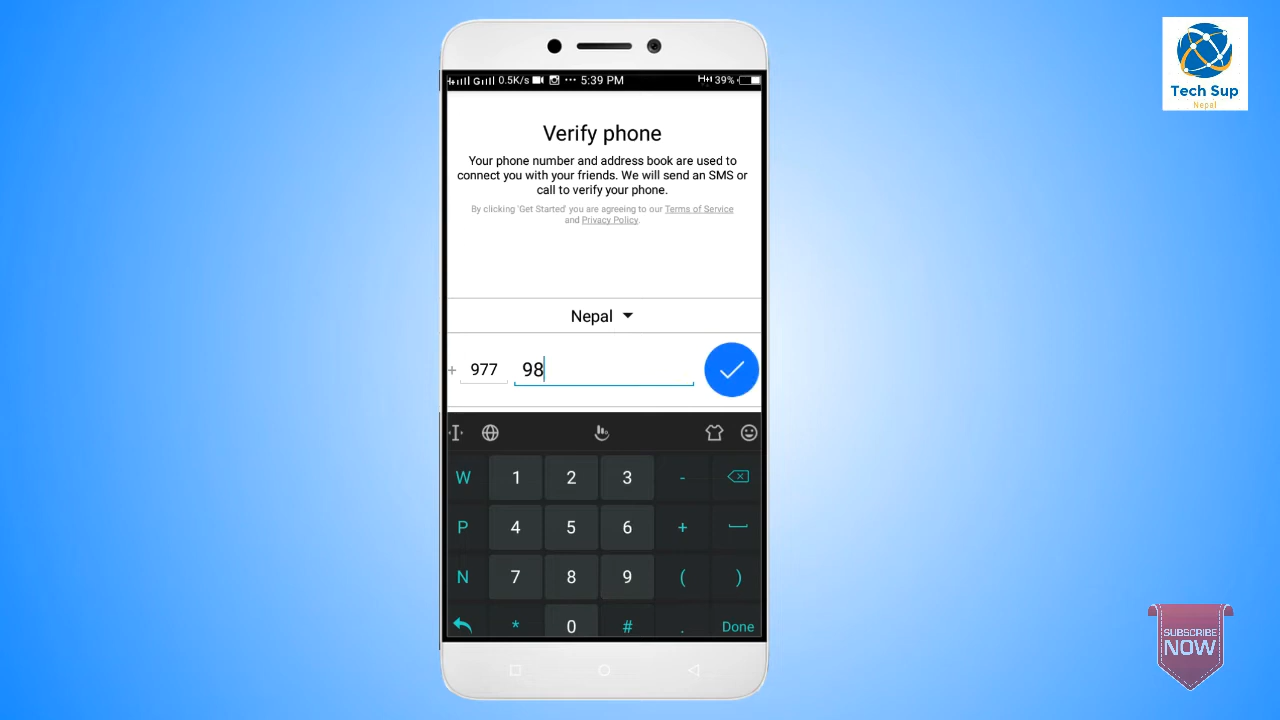 0.5K/s ··· 5:39 PM H+ 39%
Tech Sup
Nepal
Verify phone
Your phone number and address book are used to
connect you with your friends. We will send an SMS or
call to verify your phone.
By clicking 'Get Started' you are agreeing to our Terms of Service
and Privacy Policy.
Nepal
+ 977 98
W 1 2 3 -
P 4 5 6 +
N 7 8 9 ( )
* 0 # . Done
SUBSCRIBE
NOW